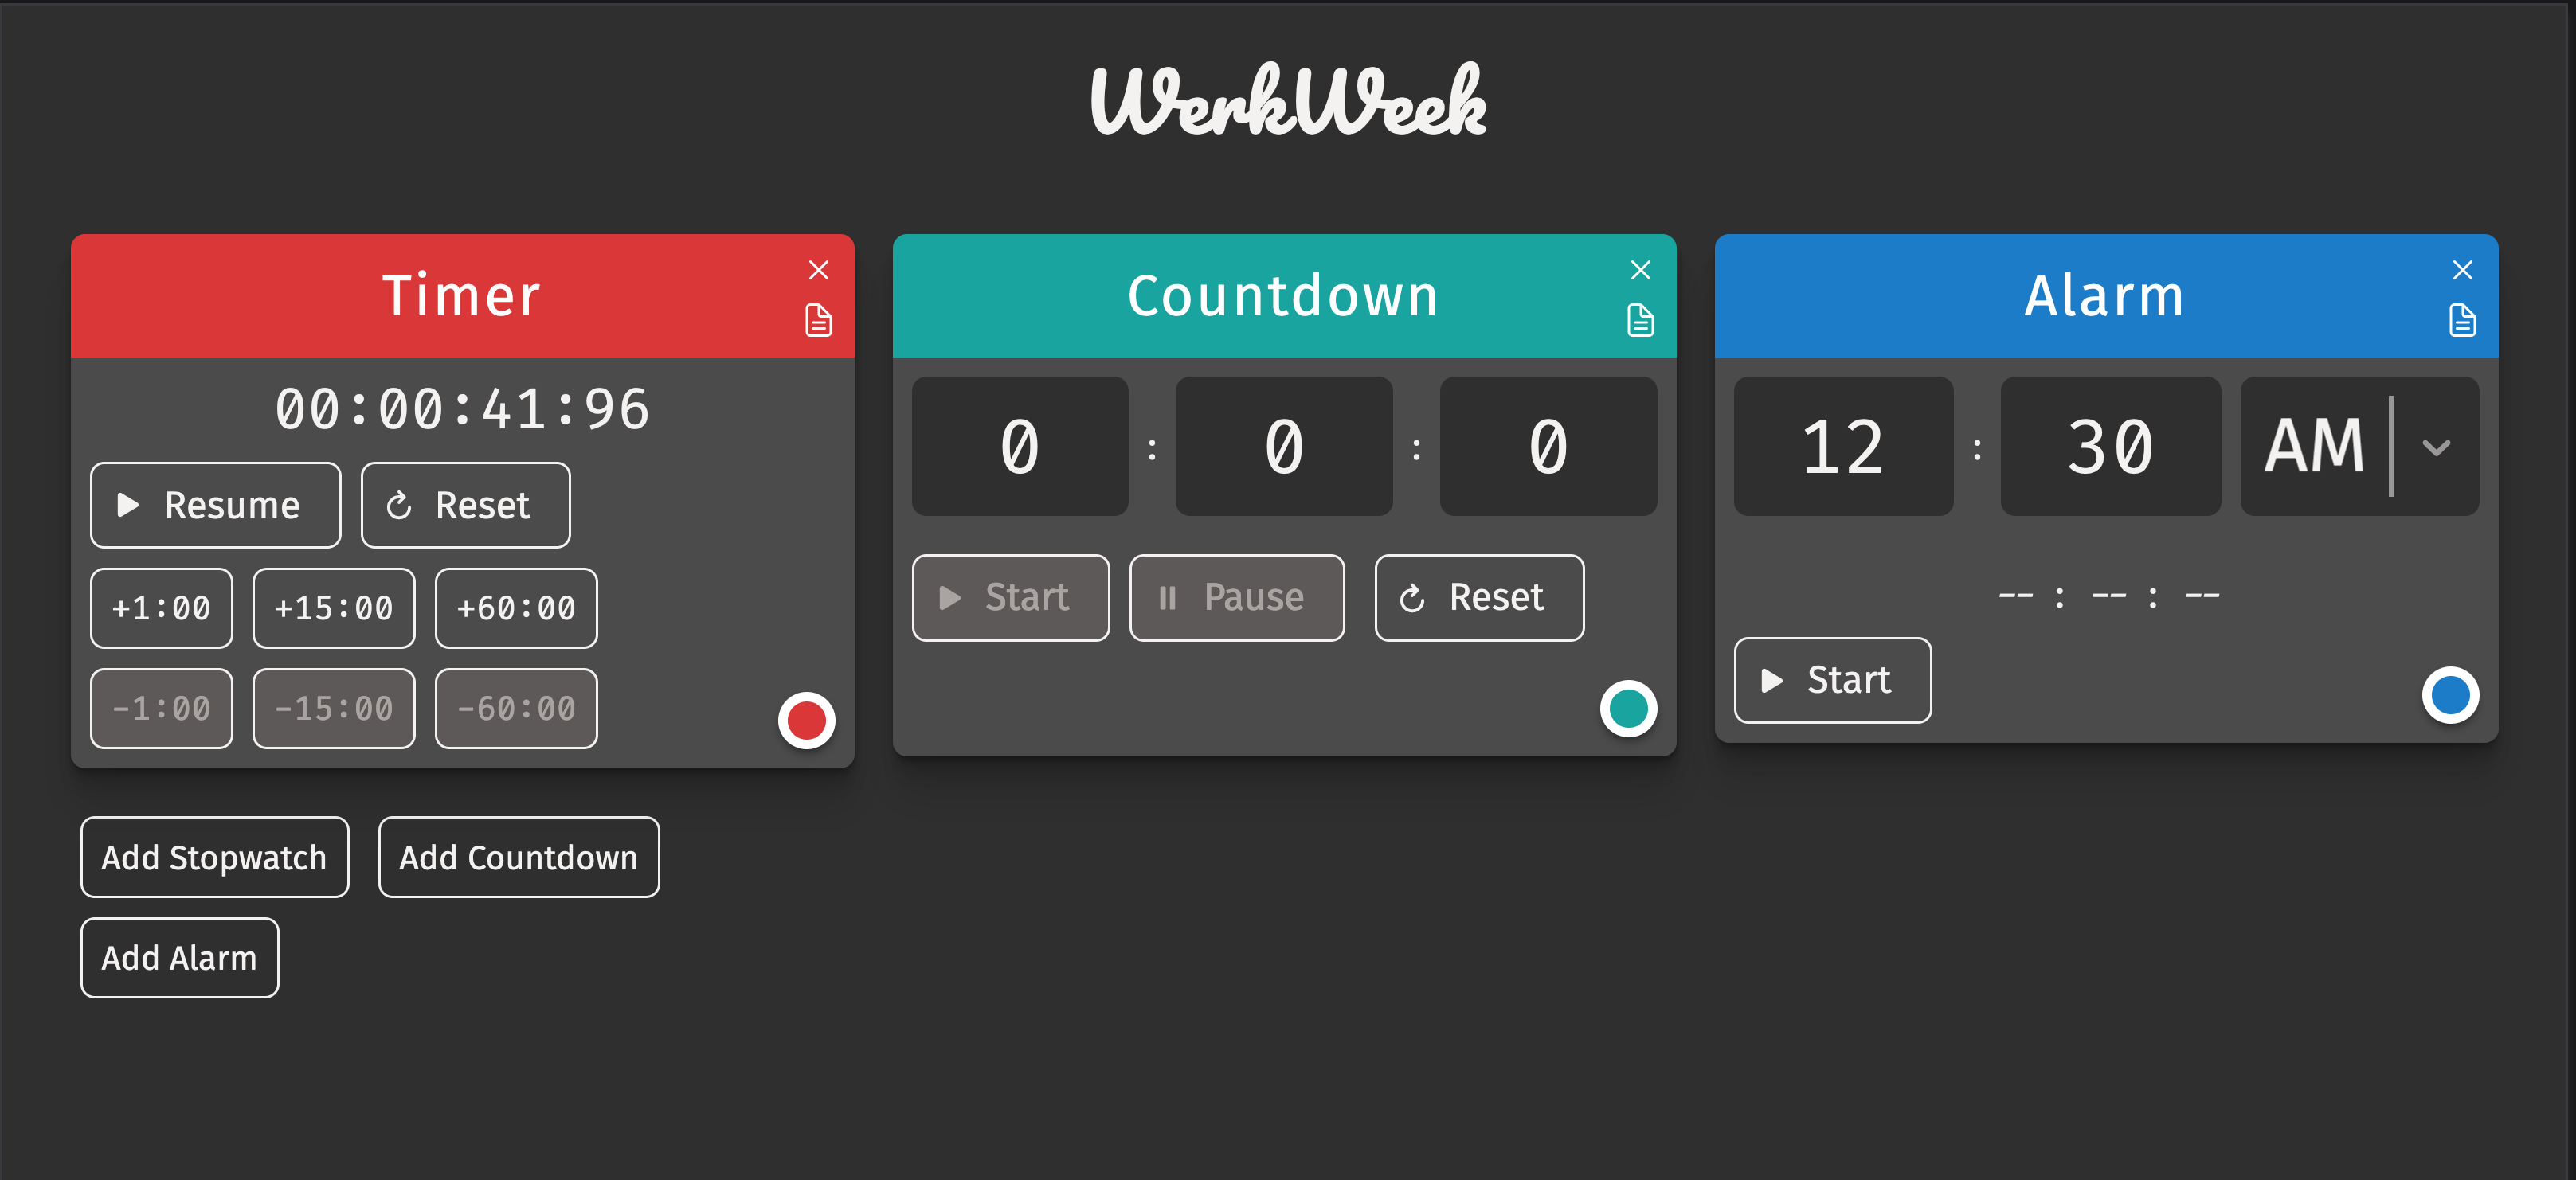 WerkWeek
Timer
00:00:41:96
Resume Reset
+1:00 +15:00 +60:00
-1:00 -15:00 -60:00
Countdown
0 : 0 : 0
Start Pause Reset
Alarm
12 : 30 AM
-- : -- : --
Start
Add Stopwatch Add Countdown
Add Alarm